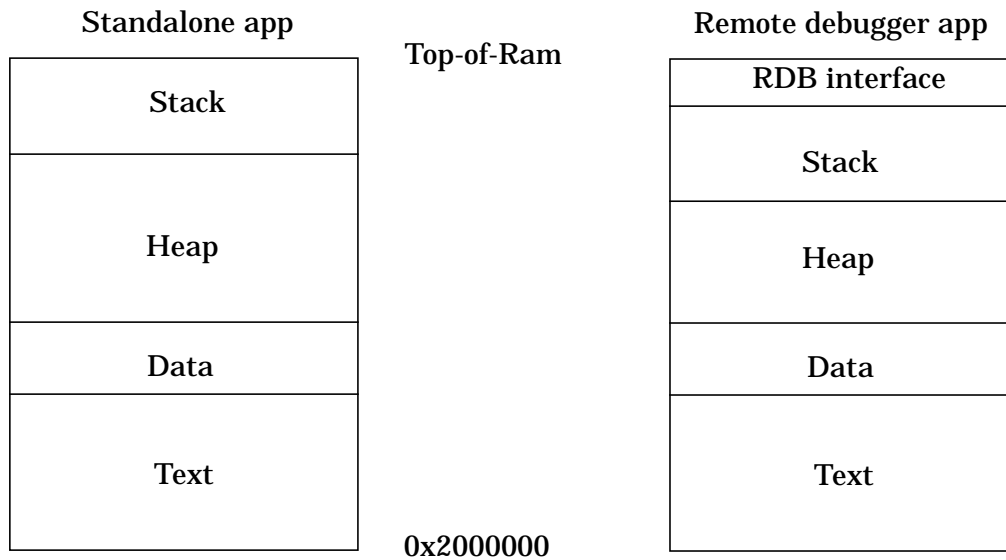 Standalone app
Stack
Heap
Data
Text
Top-of-Ram
0x2000000
Remote debugger app
RDB interface
Stack
Heap
Data
Text